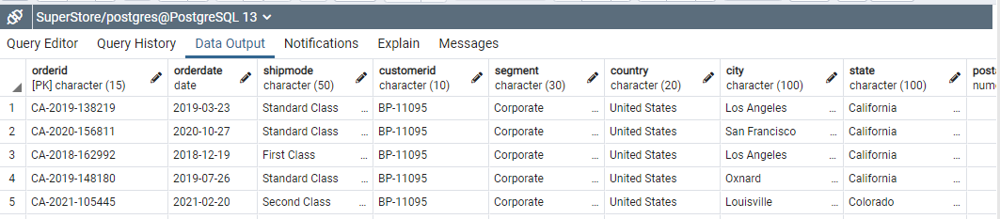 SuperStore/postgres@PostgreSQL 13
Query Editor Query History Data Output Notifications Explain Messages
orderid orderdate shipmode customerid segment country city state posta
[PK] character (15) date character (50) character (10) character (30) character (20) character (100) character (100) nume
1 CA-2019-138219 2019-03-23 Standard Class ... BP-11095 Corporate ... United States Los Angeles ... California ...
2 CA-2020-156811 2020-10-27 Standard Class ... BP-11095 Corporate ... United States San Francisco ... California ...
3 CA-2018-162992 2018-12-19 First Class ... BP-11095 Corporate ... United States Los Angeles ... California ...
4 CA-2019-148180 2019-07-26 Standard Class ... BP-11095 Corporate ... United States Oxnard ... California ...
5 CA-2021-105445 2021-02-20 Second Class ... BP-11095 Corporate ... United States Louisville ... Colorado ...